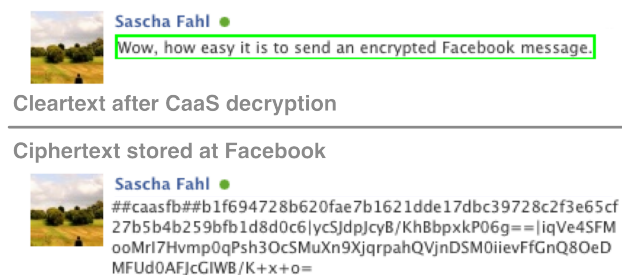 Sascha Fahl
Wow, how easy it is to send an encrypted Facebook message.
Cleartext after CaaS decryption
Ciphertext stored at Facebook
Sascha Fahl
##caasfb##b1f694728b620fae7b1621dde17dbc39728c2f3e65cf
27b5b4b259bfb1d8d0c6|ycSJdpJcyB/KhBbpxkP06g==|iqVe4SFM
ooMrI7Hvmp0qPsh3OcSMuXn9XjqrpahQVjnDSM0iievFfGnQ8OeD
MFUd0AFJcGIWB/K+x+o=